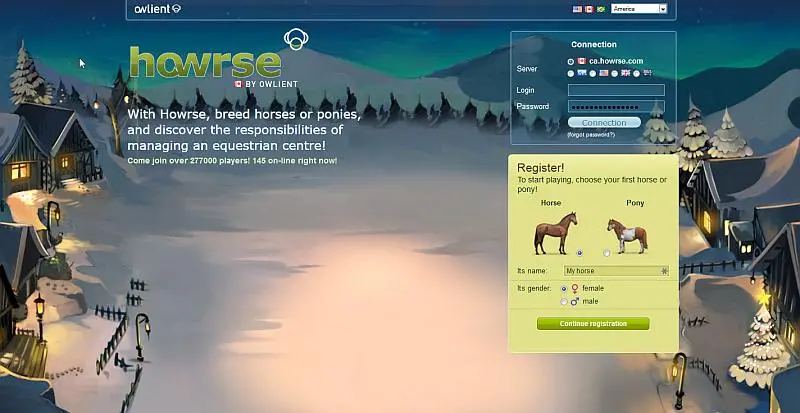 owlient
America
howrse
BY OWLIENT
With Howrse, breed horses or ponies,
and discover the responsibilities of
managing an equestrian centre!
Come join over 277000 players! 145 on-line right now!
Connection
Server
ca.howrse.com
Login
Password
Connection
(forgot password?)
Register!
To start playing, choose your first horse or
pony!
Horse Pony
Its name: My horse
Its gender: female
male
Continue registration